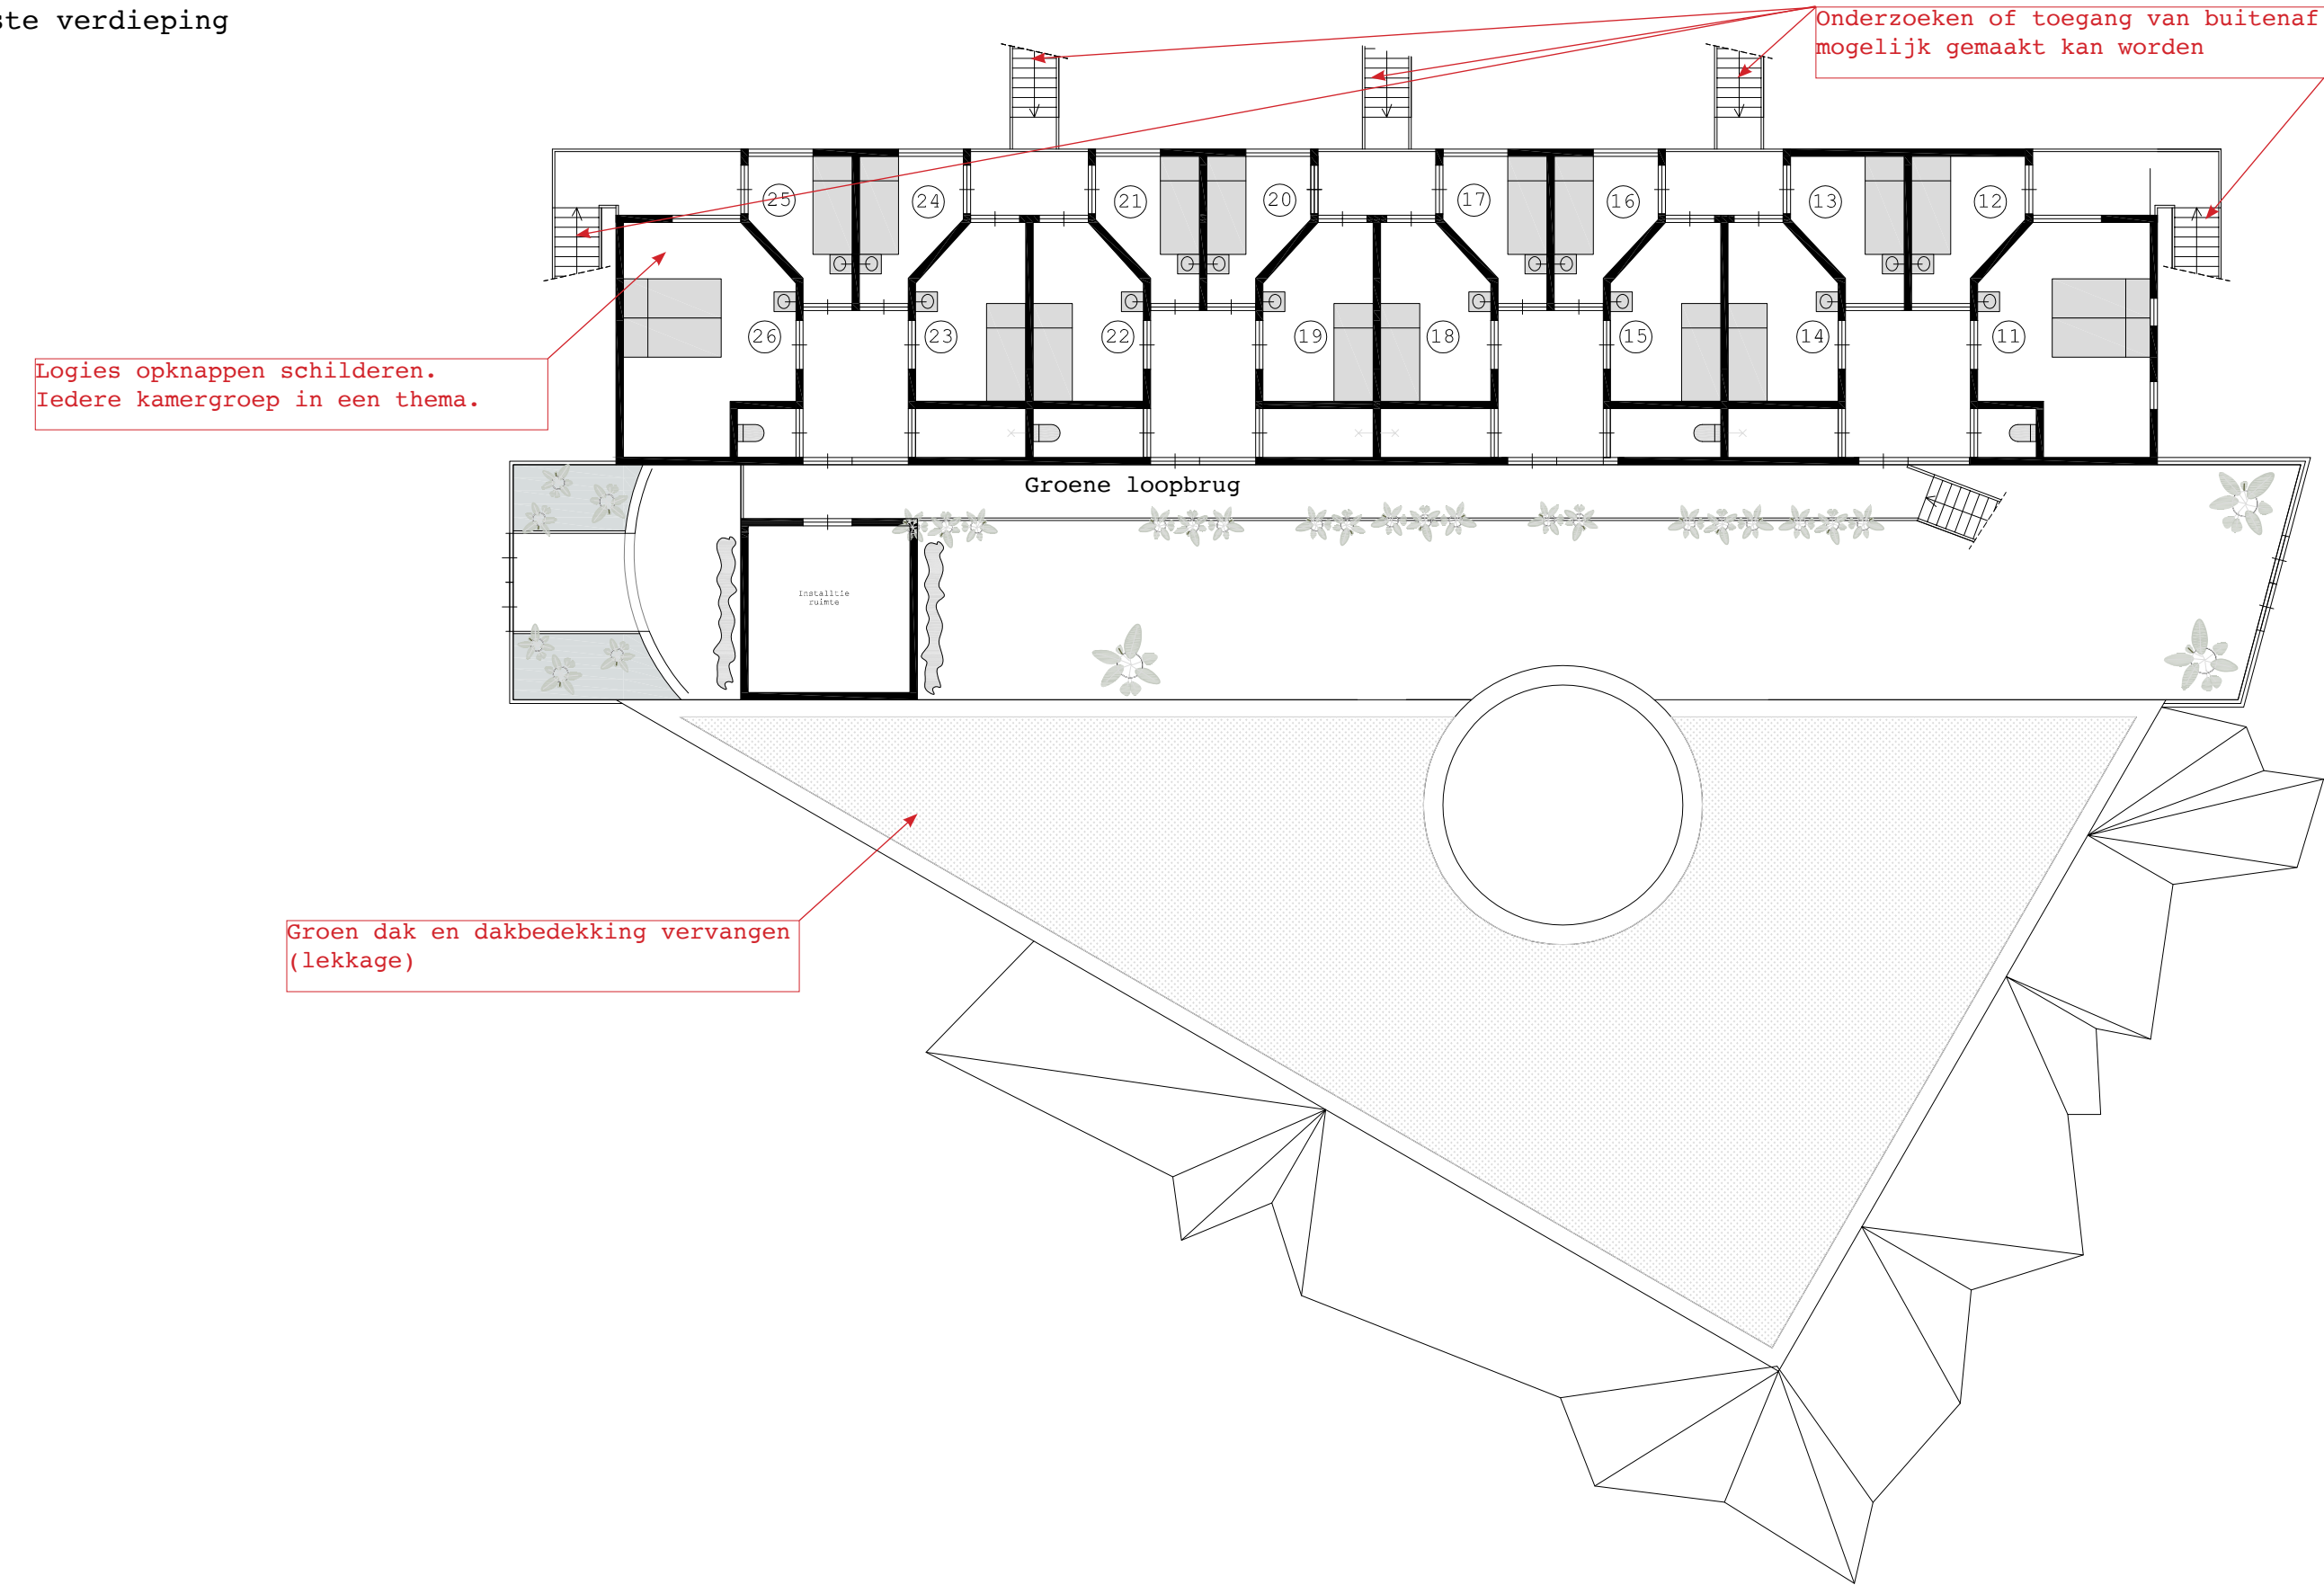 ste verdieping
Onderzoeken of toegang van buitenaf
mogelijk gemaakt kan worden
25
24
21
20
17
16
13
12
26
23
22
19
18
15
14
11
Logies opknappen schilderen.
Iedere kamergroep in een thema.
Groene loopbrug
Installtie
ruimte
Groen dak en dakbedekking vervangen
(lekkage)